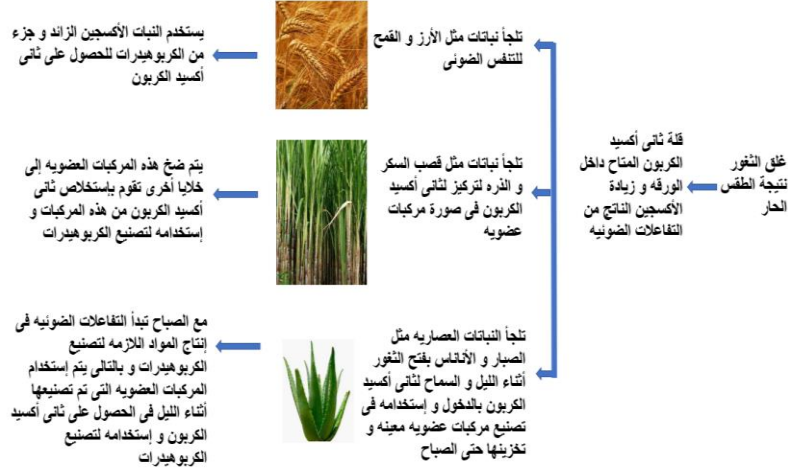 غلق الثغور
نتيجة الطقس
الحار
قلة ثانى أكسيد
الكربون المتاح داخل
الورقه و زيادة
الأكسجين الناتج من
التفاعلات الضوئيه
تلجأ نباتات مثل الأرز و القمح
للتنفس الضوئى
يستخدم النبات الأكسجين الزائد و جزء
من الكربوهيدرات للحصول على ثانى
أكسيد الكربون
تلجأ نباتات مثل قصب السكر
و الذره لتركيز لثانى أكسيد
الكربون فى صورة مركبات
عضويه
يتم ضخ هذه المركبات العضويه إلى
خلايا أخرى تقوم بإستخلاص ثانى
أكسيد الكربون من هذه المركبات و
إستخدامه لتصنيع الكربوهيدرات
تلجأ النباتات العصاريه مثل
الصبار و الأناناس بفتح الثغور
أثناء الليل و السماح لثانى أكسيد
الكربون بالدخول و إستخدامه فى
تصنيع مركبات عضويه معينه و
تخزينها حتى الصباح
مع الصباح تبدأ التفاعلات الضوئيه فى
إنتاج المواد اللازمه لتصنيع
الكربوهيدرات و بالتالى يتم إستخدام
المركبات العضويه التى تم تصنيعها
أثناء الليل فى الحصول على ثانى أكسيد
الكربون و إستخدامه لتصنيع
الكربوهيدرات